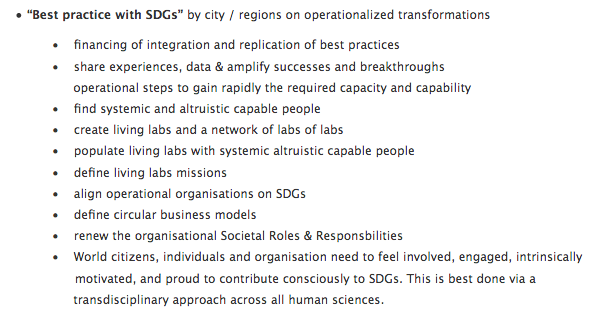 • “Best practice with SDGs” by city / regions on operationalized transformations
• financing of integration and replication of best practices
• share experiences, data & amplify successes and breakthroughs
operational steps to gain rapidly the required capacity and capability
• find systemic and altruistic capable people
• create living labs and a network of labs of labs
• populate living labs with systemic altruistic capable people
• define living labs missions
• align operational organisations on SDGs
• define circular business models
• renew the organisational Societal Roles & Responsbilities
• World citizens, individuals and organisation need to feel involved, engaged, intrinsically
motivated, and proud to contribute consciously to SDGs. This is best done via a
transdisciplinary approach across all human sciences.